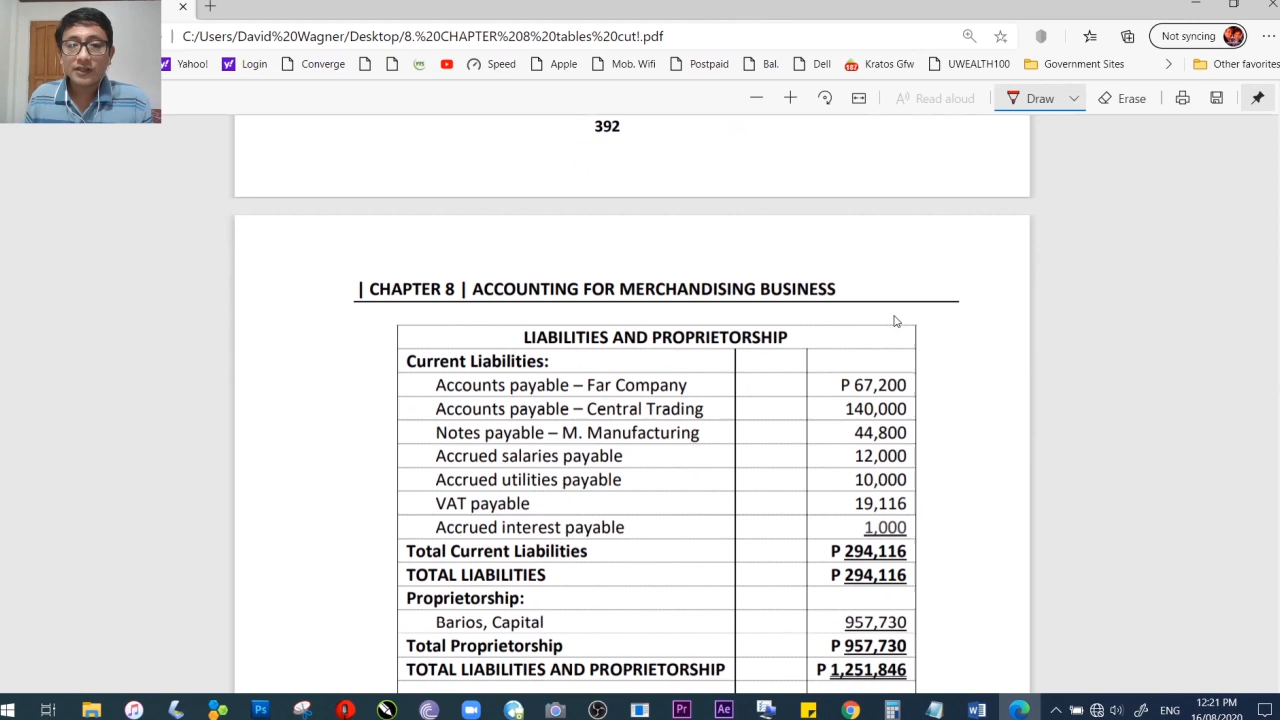 C:/Users/David%20Wagner/Desktop/8.%20CHAPTER%208%20tables%20cut!.pdf
Not syncing
Yahoo!
Login
Converge
Speed
Apple
Mob. Wifi
Postpaid
Bal.
Dell
Kratos Gfw
UWEALTH100
Government Sites
Other favorites
Read aloud
Draw
Erase
392
| CHAPTER 8 | ACCOUNTING FOR MERCHANDISING BUSINESS
LIABILITIES AND PROPRIETORSHIP
Current Liabilities:
Accounts payable – Far Company P 67,200
Accounts payable – Central Trading 140,000
Notes payable – M. Manufacturing 44,800
Accrued salaries payable 12,000
Accrued utilities payable 10,000
VAT payable 19,116
Accrued interest payable 1,000
Total Current Liabilities P 294,116
TOTAL LIABILITIES P 294,116
Proprietorship:
Barios, Capital 957,730
Total Proprietorship P 957,730
TOTAL LIABILITIES AND PROPRIETORSHIP P 1,251,846
ENG
12:21 PM
16/08/2020